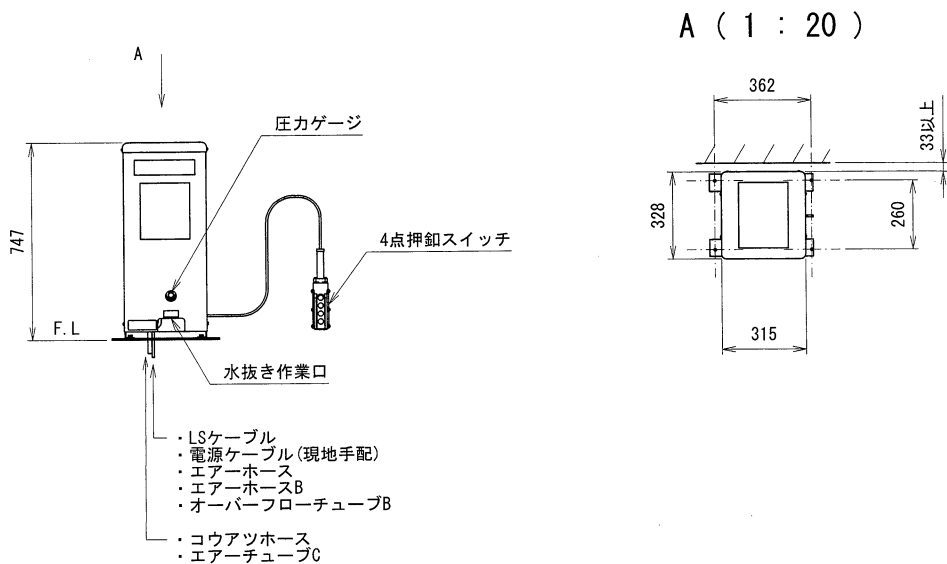 A ( 1 : 20 )
A
362
33以上
圧力ゲージ
747
328
260
4点押釦スイッチ
F.L
315
水抜き作業口
・LSケーブル
・電源ケーブル(現地手配)
・エアーホース
・エアーホースB
・オーバーフローチューブB
・コウアツホース
・エアーチューブC